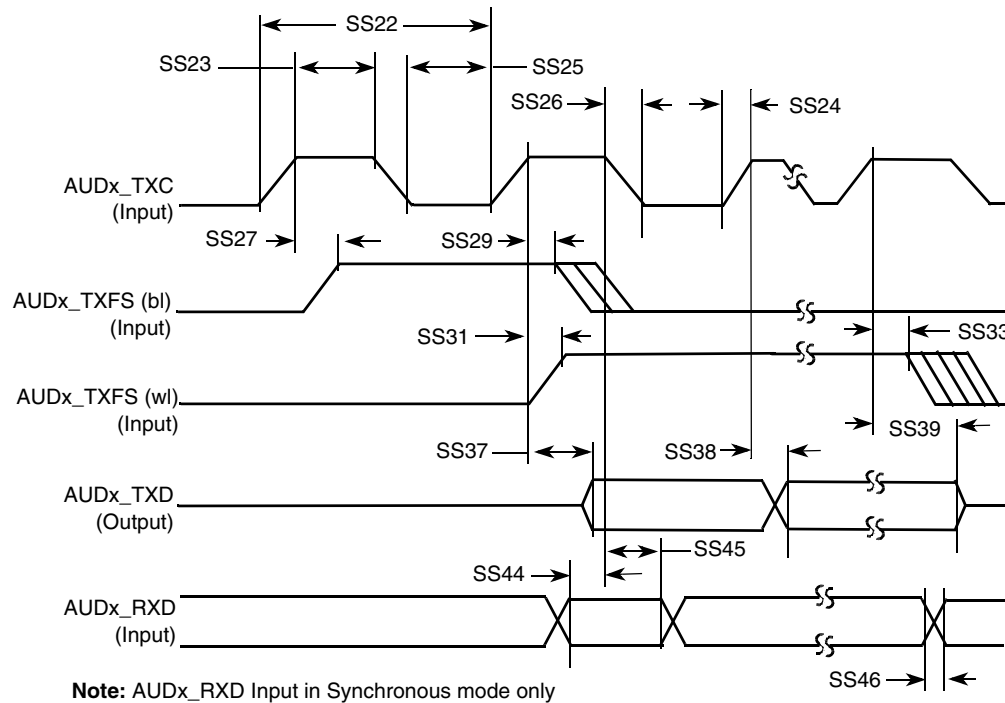 SS22
SS23
SS25
SS26
SS24
AUDx_TXC
(Input)
SS27
SS29
AUDx_TXFS (bl)
(Input)
SS31
SS33
AUDx_TXFS (wl)
(Input)
SS39
SS37
SS38
AUDx_TXD
(Output)
SS45
SS44
AUDx_RXD
(Input)
SS46
Note: AUDx_RXD Input in Synchronous mode only